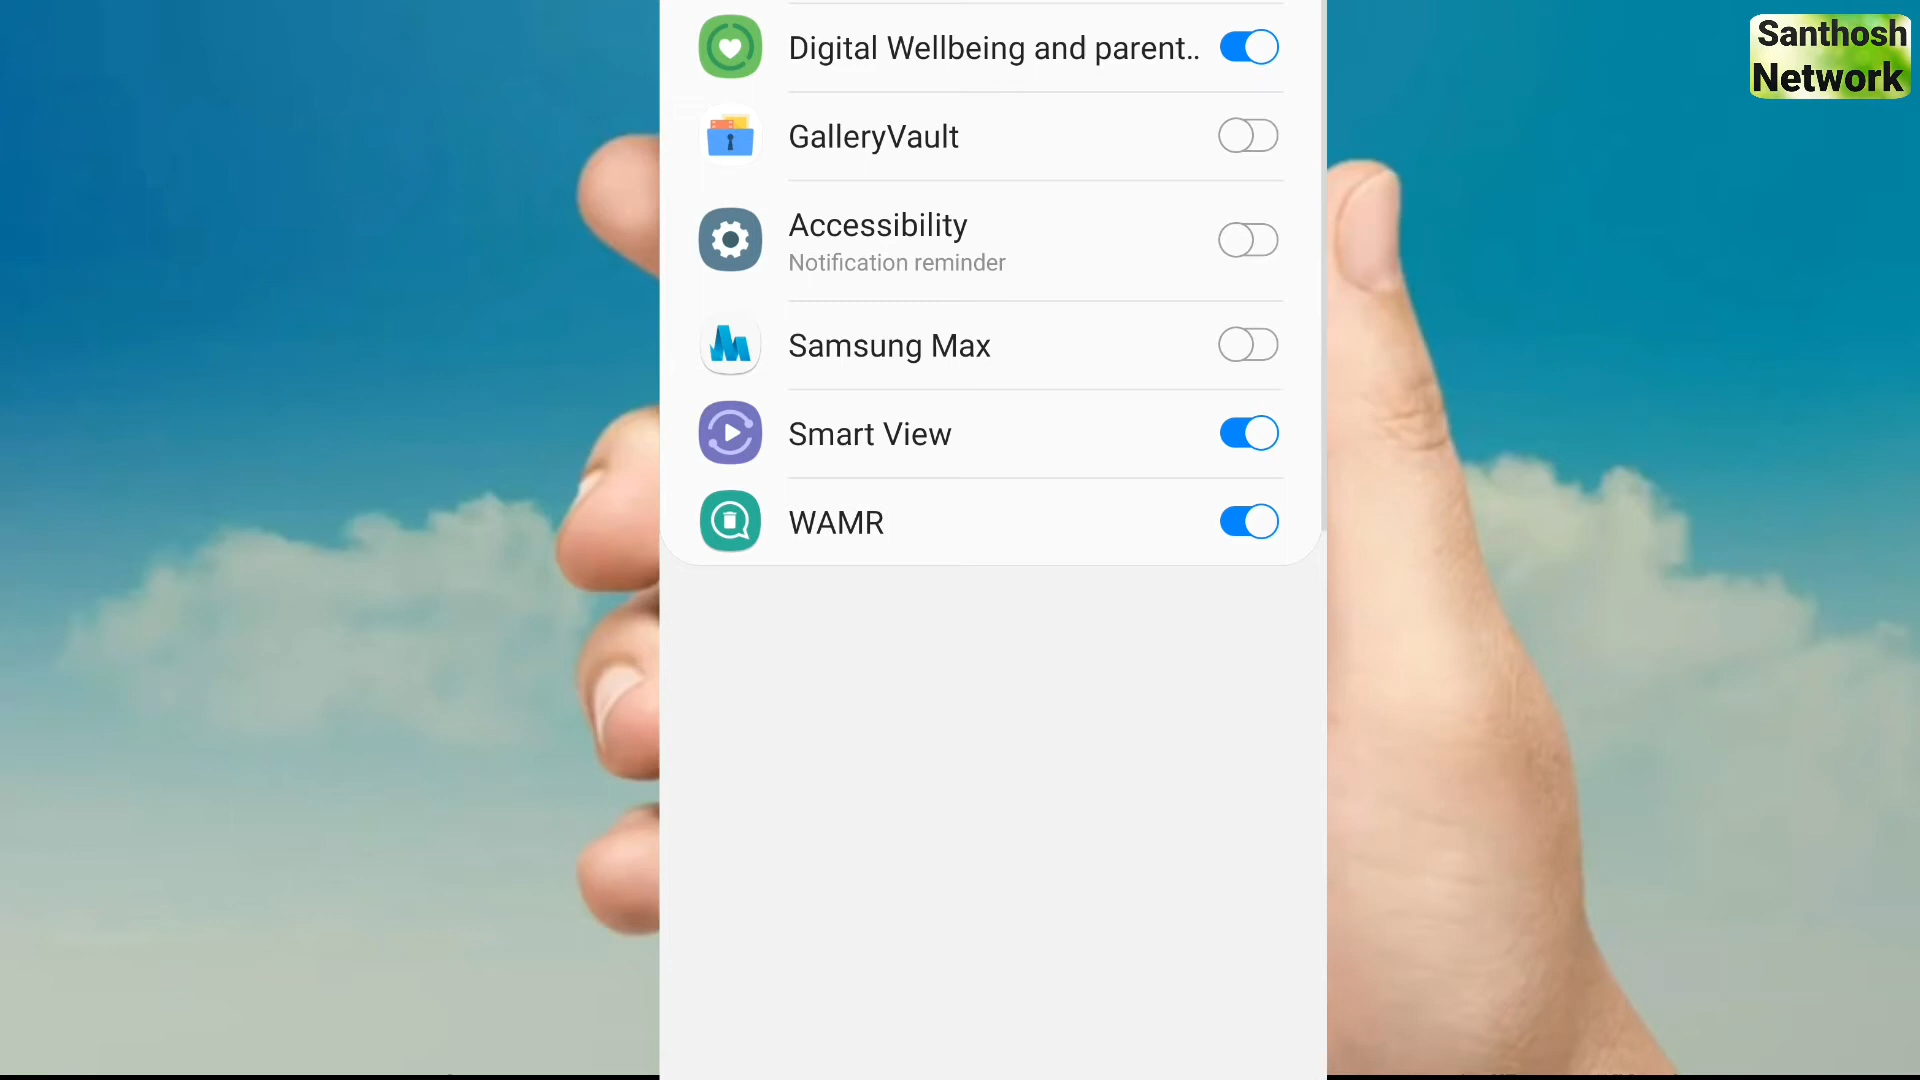 Santhosh
Network
Digital Wellbeing and parent..
GalleryVault
Accessibility
Notification reminder
Samsung Max
Smart View
WAMR